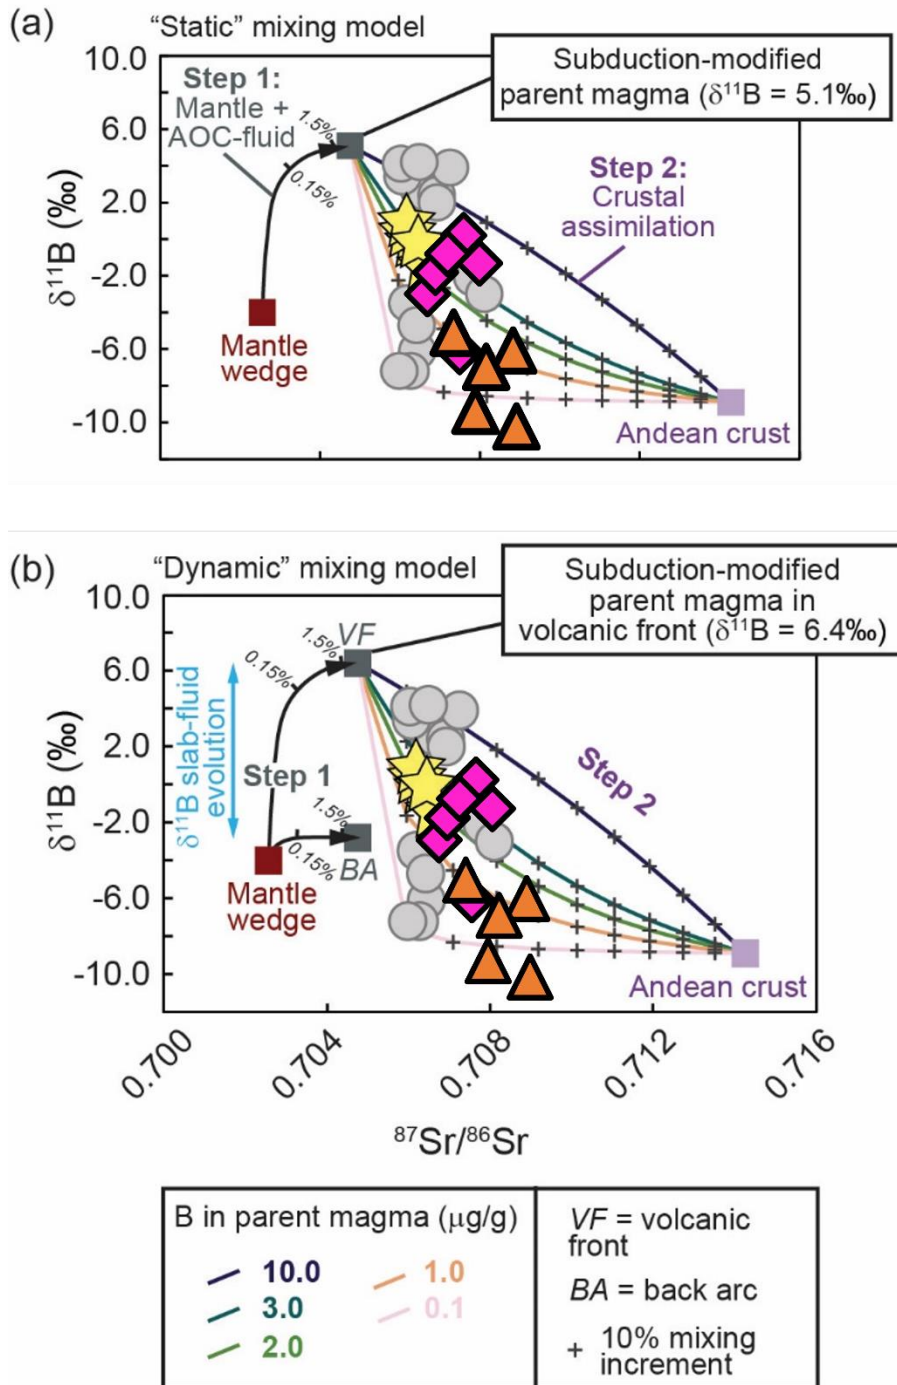 (a)
“Static” mixing model
Subduction-modified
parent magma (δ¹¹B = 5.1‰)
Step 1:
Mantle +
AOC-fluid
1.5%
0.15%
Step 2:
Crustal
assimilation
10.0
6.0
2.0
-2.0
-6.0
-10.0
δ¹¹B (‰)
Mantle
wedge
Andean crust
(b)
“Dynamic” mixing model
Subduction-modified
parent magma in
volcanic front (δ¹¹B = 6.4‰)
10.0
6.0
2.0
-2.0
-6.0
-10.0
δ¹¹B (‰)
δ¹¹B slab-fluid
evolution
0.15%
1.5%
VF
Step 1
1.5%
0.15%
BA
Step 2
Mantle
wedge
Andean crust
0.700
0.704
0.708
0.712
0.716
⁸⁷Sr/⁸⁶Sr
B in parent magma (μg/g)
10.0
3.0
2.0
1.0
0.1
VF = volcanic
front
BA = back arc
+ 10% mixing
increment